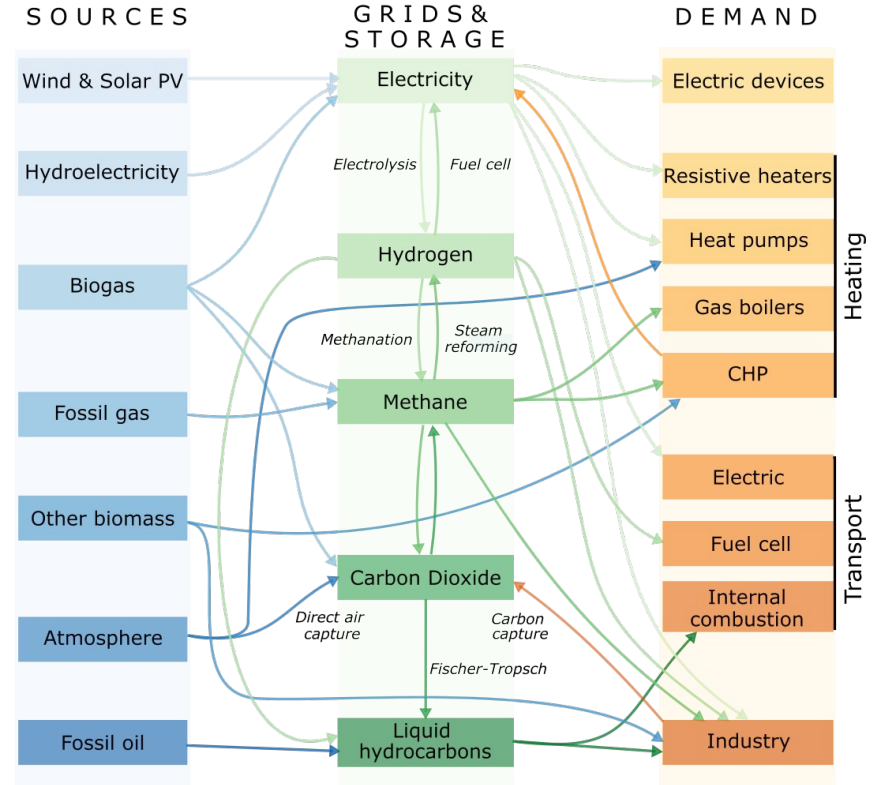 SOURCES
GRIDS &
STORAGE
DEMAND
Wind & Solar PV
Hydroelectricity
Biogas
Fossil gas
Other biomass
Atmosphere
Fossil oil
Electricity
Electrolysis
Fuel cell
Hydrogen
Methanation
Steam
reforming
Methane
Carbon Dioxide
Direct air
capture
Carbon
capture
Fischer-Tropsch
Liquid
hydrocarbons
Electric devices
Resistive heaters
Heat pumps
Gas boilers
CHP
Heating
Electric
Fuel cell
Internal
combustion
Transport
Industry